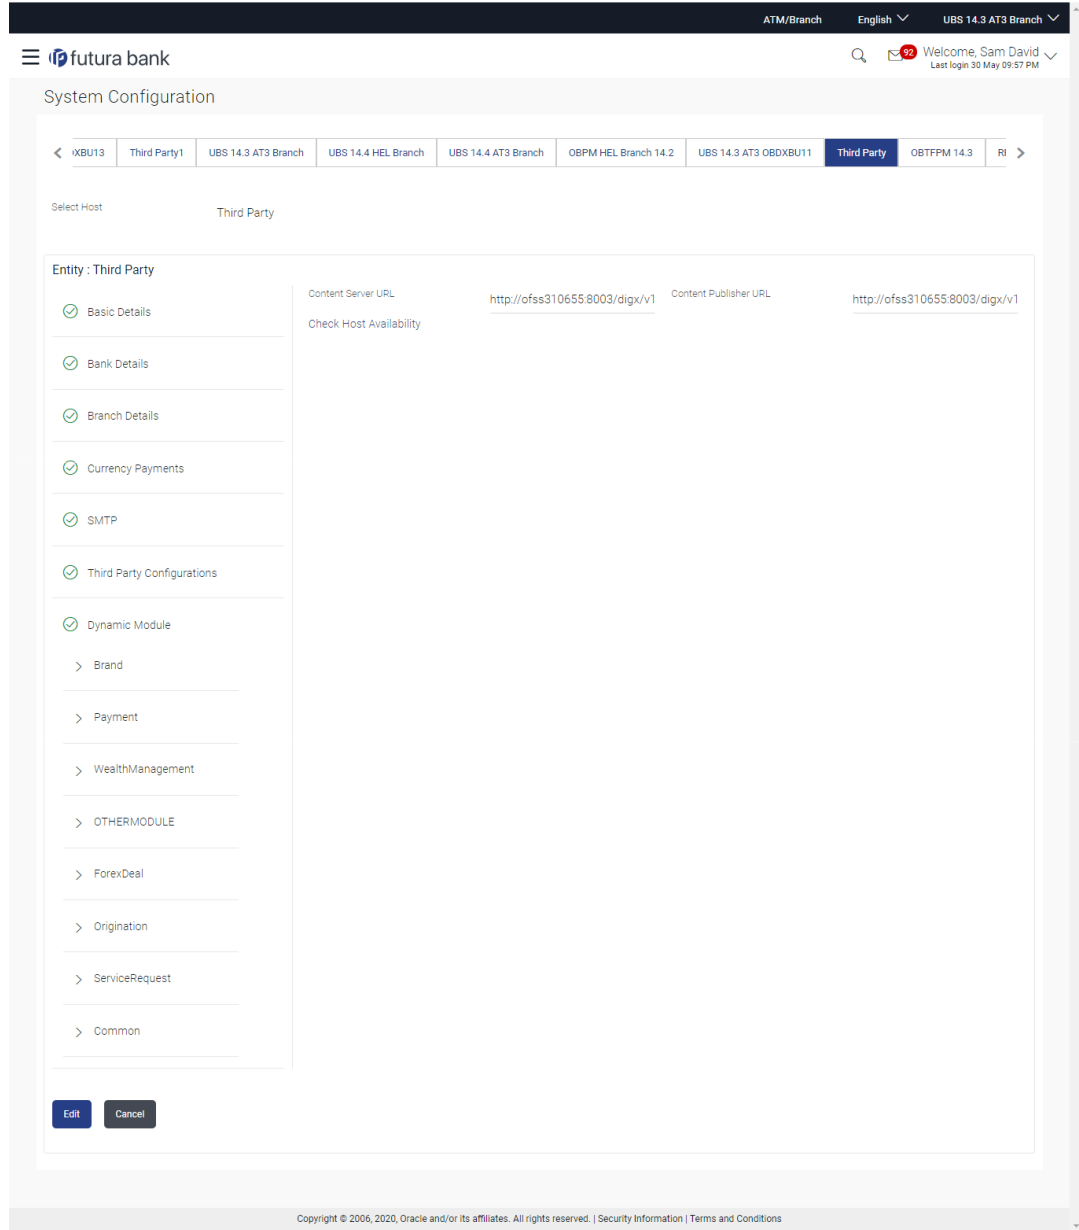 ATM/Branch English UBS 14.3 AT3 Branch
futura bank 92 Welcome, Sam David
Last login 30 May 09:57 PM
System Configuration
XBU13 Third Party1 UBS 14.3 AT3 Branch UBS 14.4 HEL Branch UBS 14.4 AT3 Branch OBPM HEL Branch 14.2 UBS 14.3 AT3 OBDXBU11 Third Party OBTFPM 14.3
Select Host Third Party
Entity : Third Party
Content Server URL http://ofss310655:8003/digx/v1 Content Publisher URL http://ofss310655:8003/digx/v1
Basic Details
Check Host Availability
Bank Details
Branch Details
Currency Payments
SMTP
Third Party Configurations
Dynamic Module
Brand
Payment
WealthManagement
OTHERMODULE
ForexDeal
Origination
ServiceRequest
Common
Edit Cancel
Copyright © 2006, 2020, Oracle and/or its affiliates. All rights reserved. | Security Information | Terms and Conditions